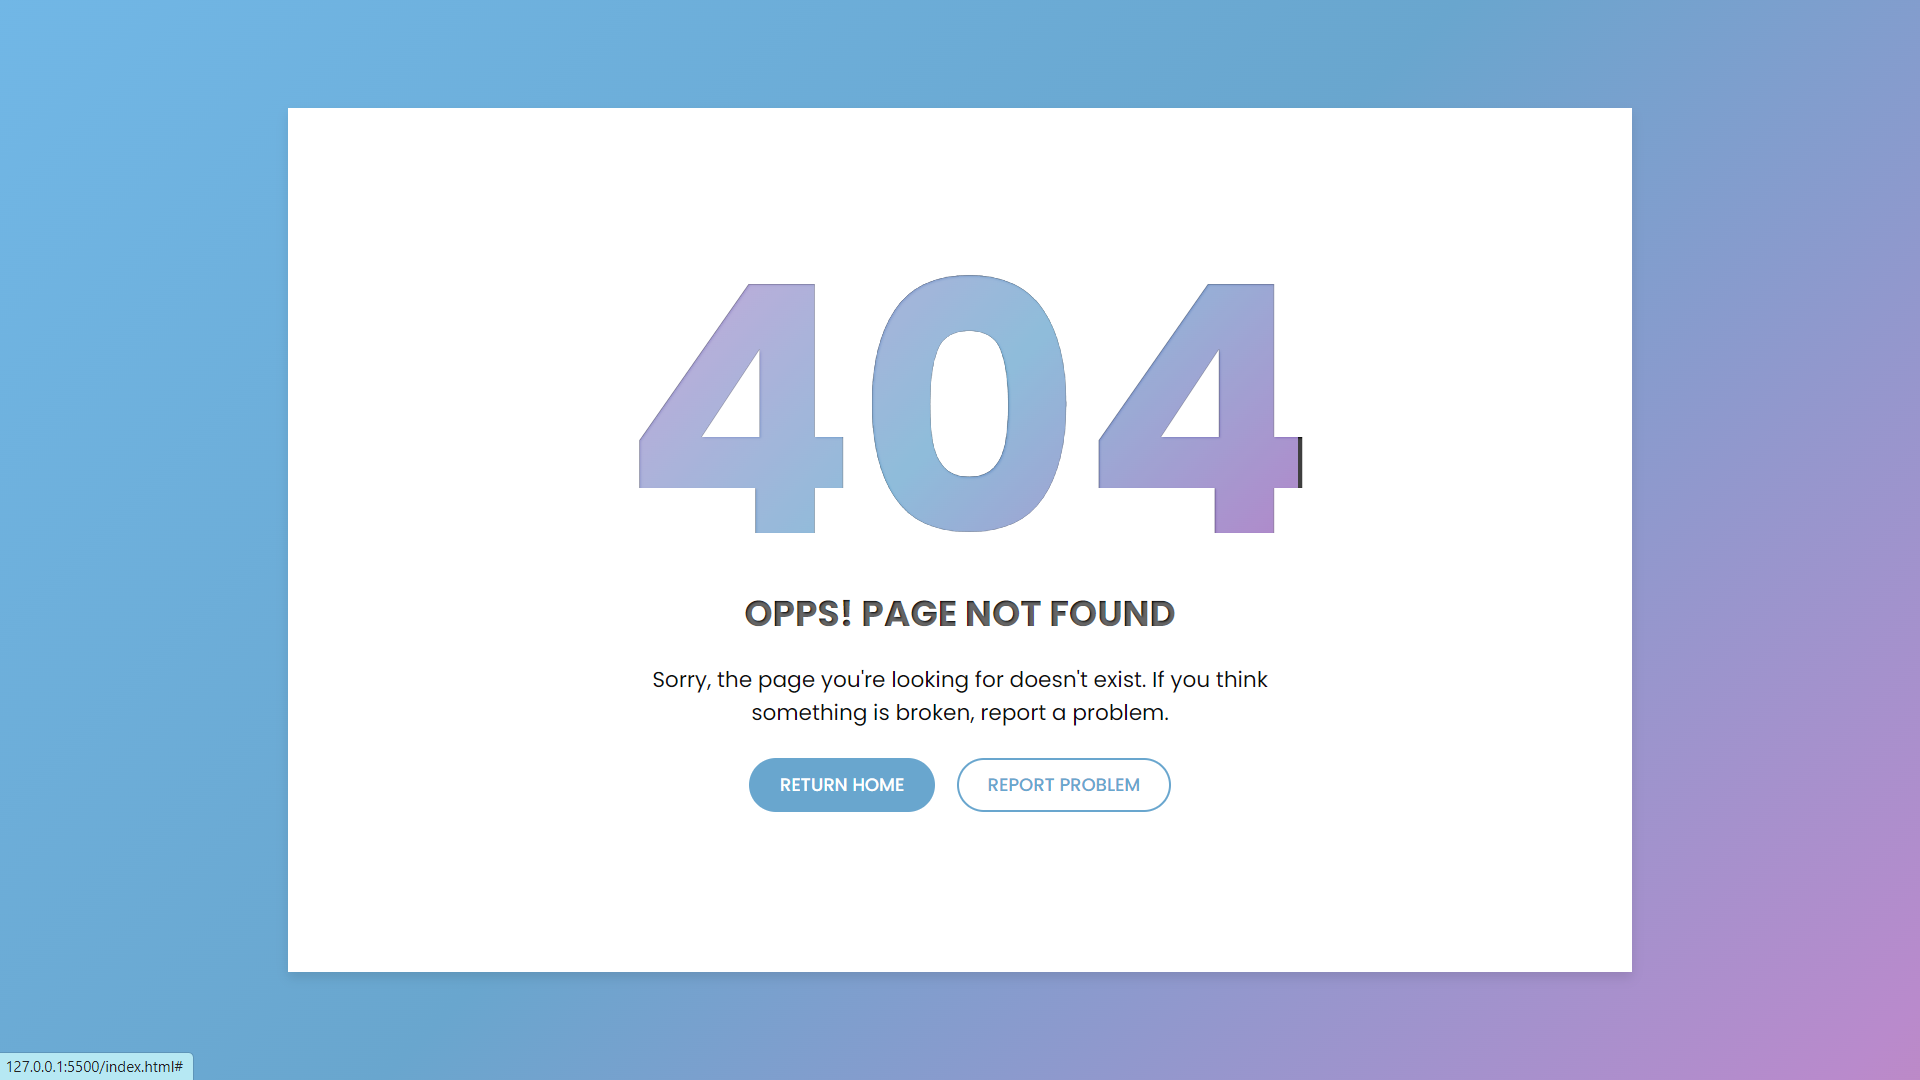 404
OPPS! PAGE NOT FOUND
Sorry, the page you're looking for doesn't exist. If you think
something is broken, report a problem.
RETURN HOME
REPORT PROBLEM
127.0.0.1:5500/index.html#